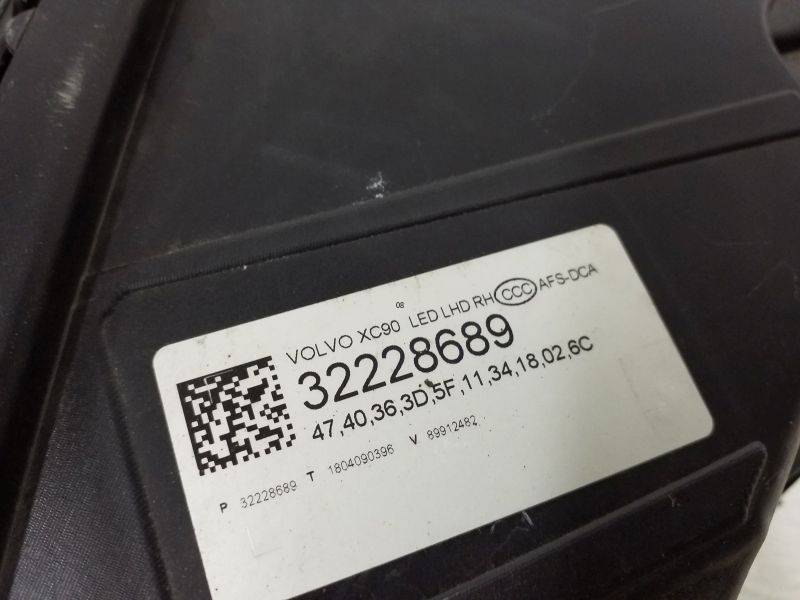 08
VOLVO XC90 LED LHD RH CCC AFS-DCA
32228689
47,40,36,3D,5F,11,34,18,02,6C
P 32228689 T 1804090396 V 89912482